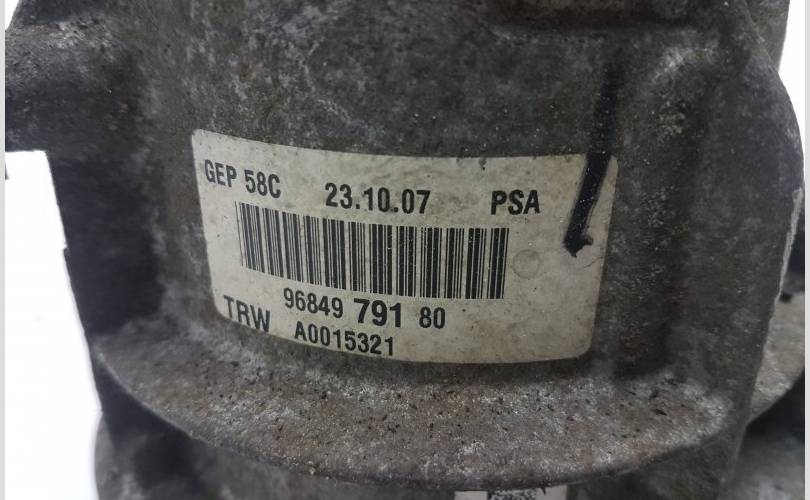 GEP 58C 23.10.07 PSA
96849 791 80
TRW A0015321